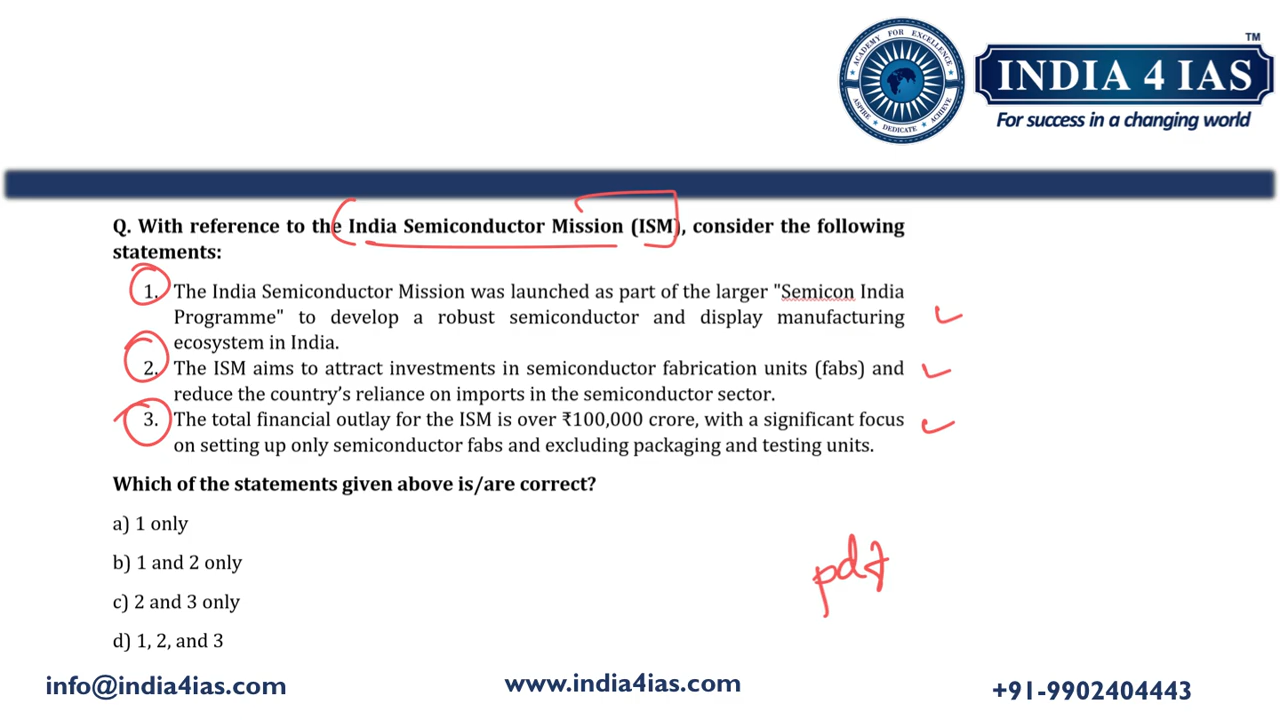 ACADEMY FOR EXCELLENCE
ASPIRE ★ DEDICATE ★ ACHIEVE
TM
INDIA 4 IAS
For success in a changing world
Q. With reference to the India Semiconductor Mission (ISM), consider the following
statements:
1. The India Semiconductor Mission was launched as part of the larger "Semicon India
Programme" to develop a robust semiconductor and display manufacturing
ecosystem in India.
2. The ISM aims to attract investments in semiconductor fabrication units (fabs) and
reduce the country's reliance on imports in the semiconductor sector.
3. The total financial outlay for the ISM is over ₹100,000 crore, with a significant focus
on setting up only semiconductor fabs and excluding packaging and testing units.
Which of the statements given above is/are correct?
a) 1 only
b) 1 and 2 only
c) 2 and 3 only
d) 1, 2, and 3
pdf
info@india4ias.com
www.india4ias.com
+91-9902404443